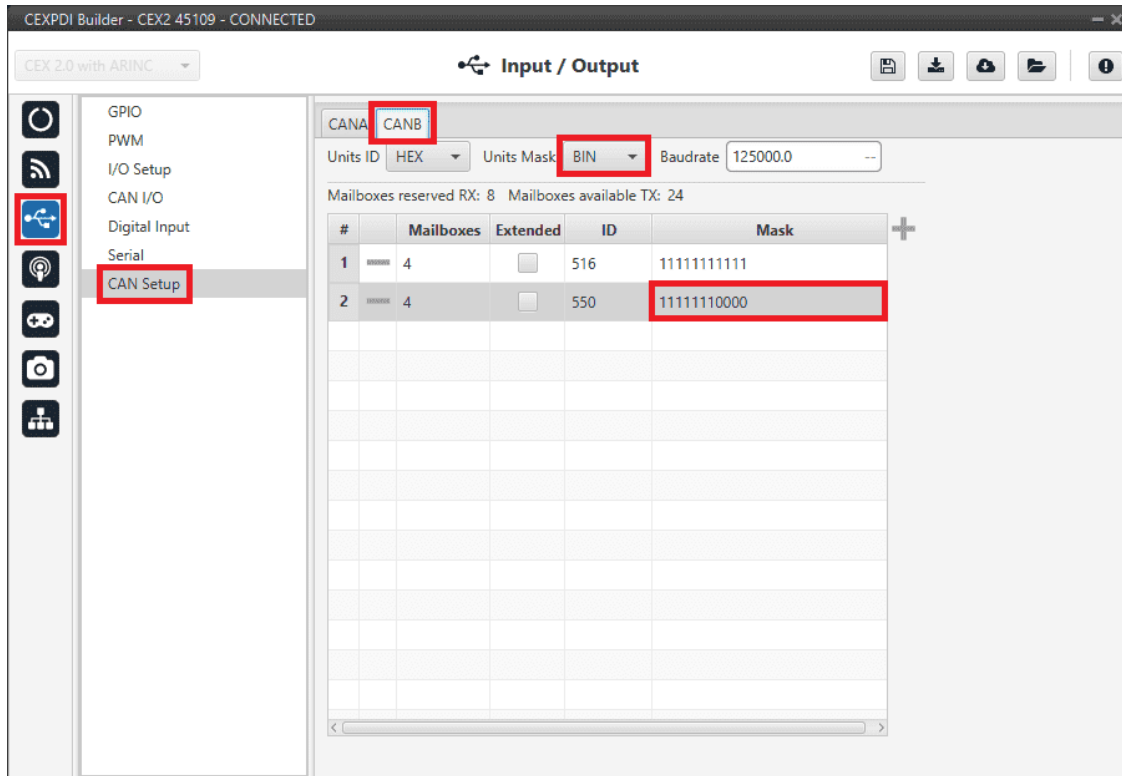 CEXPDI Builder - CEX2 45109 - CONNECTED
CEX 2.0 with ARINC
Input / Output
GPIO
PWM
I/O Setup
CAN I/O
Digital Input
Serial
CAN Setup
CANA CANB
Units ID HEX Units Mask BIN Baudrate 125000.0 --
Mailboxes reserved RX: 8 Mailboxes available TX: 24
# Mailboxes Extended ID Mask
1 4 516 11111111111
2 4 550 11111110000